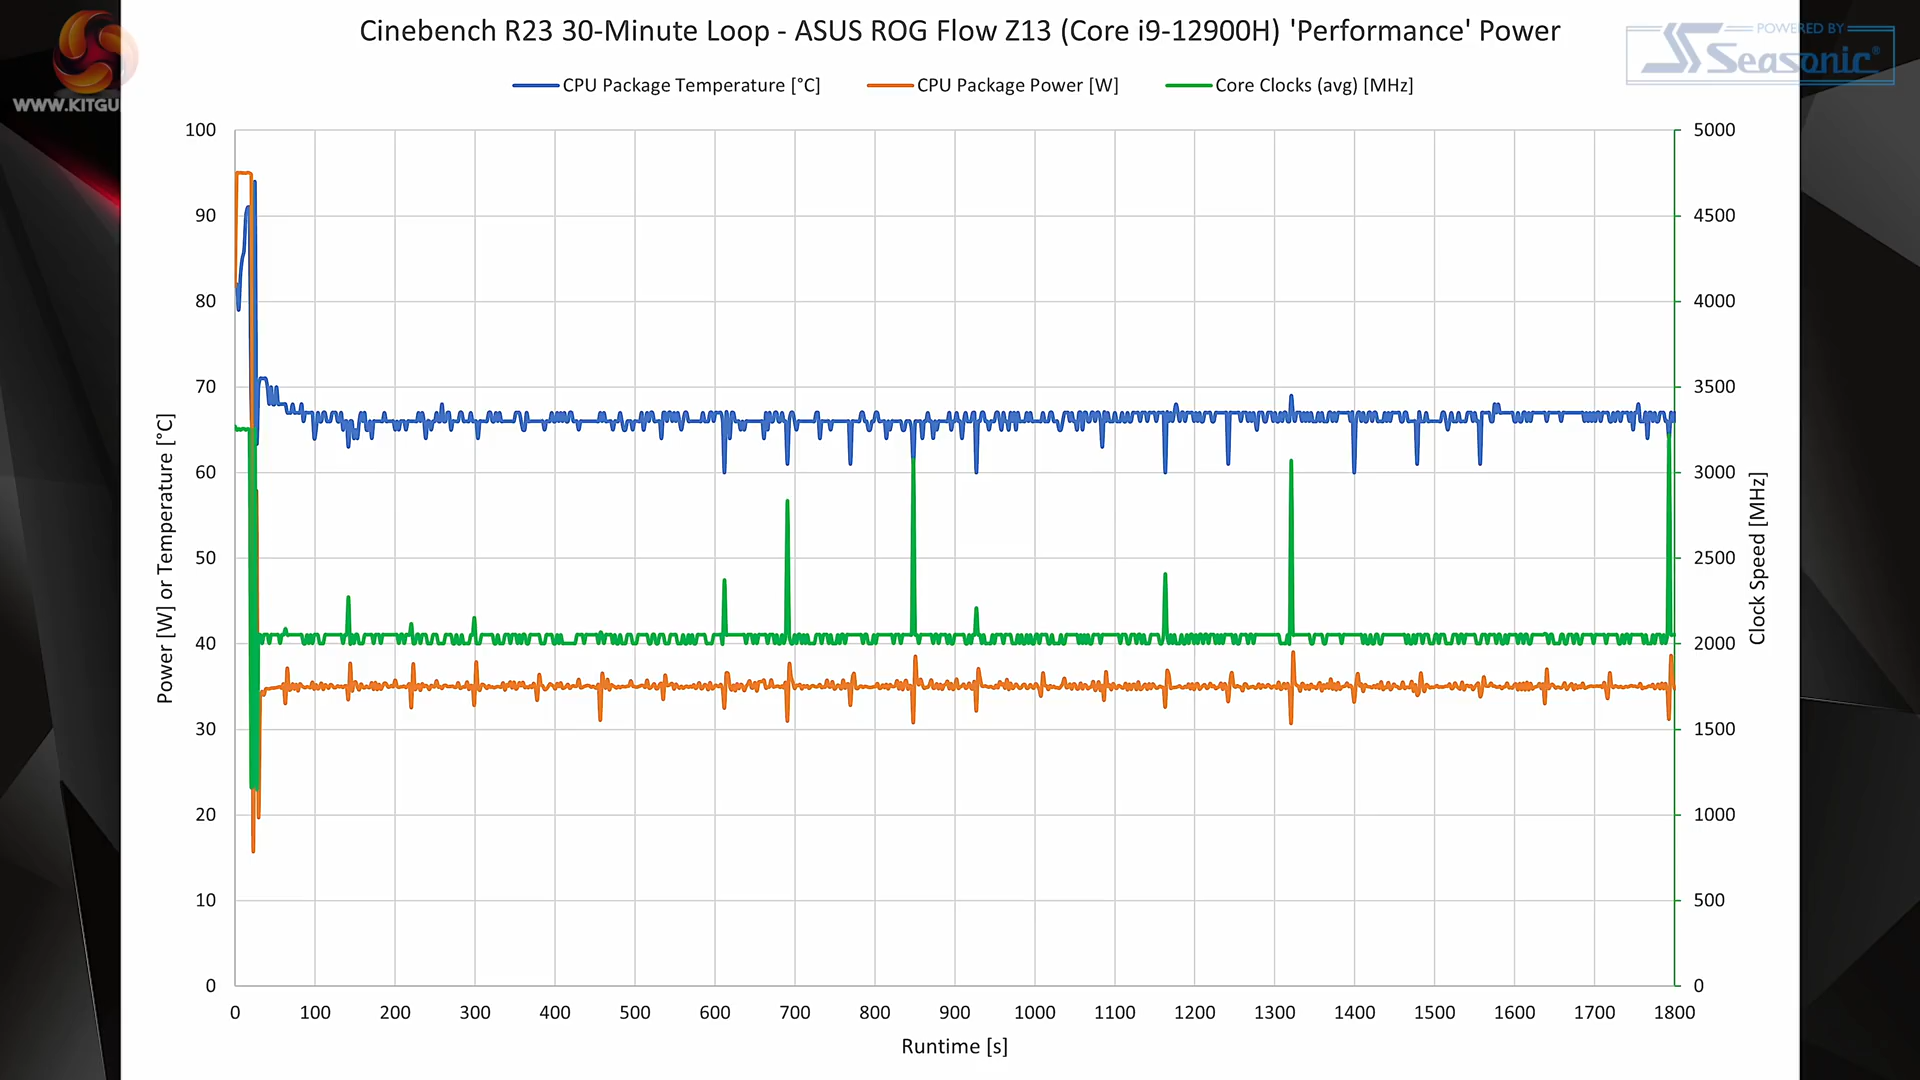 Cinebench R23 30-Minute Loop - ASUS ROG Flow Z13 (Core i9-12900H) 'Performance' Power
POWERED BY
Seasonic®
WWW.KITGU
CPU Package Temperature [°C] CPU Package Power [W] Core Clocks (avg) [MHz]
100 5000
90 4500
80 4000
70 3500
60 3000
50 2500
40 2000
30 1500
20 1000
10 500
0 0
Power [W] or Temperature [°C]
Clock Speed [MHz]
0 100 200 300 400 500 600 700 800 900 1000 1100 1200 1300 1400 1500 1600 1700 1800
Runtime [s]